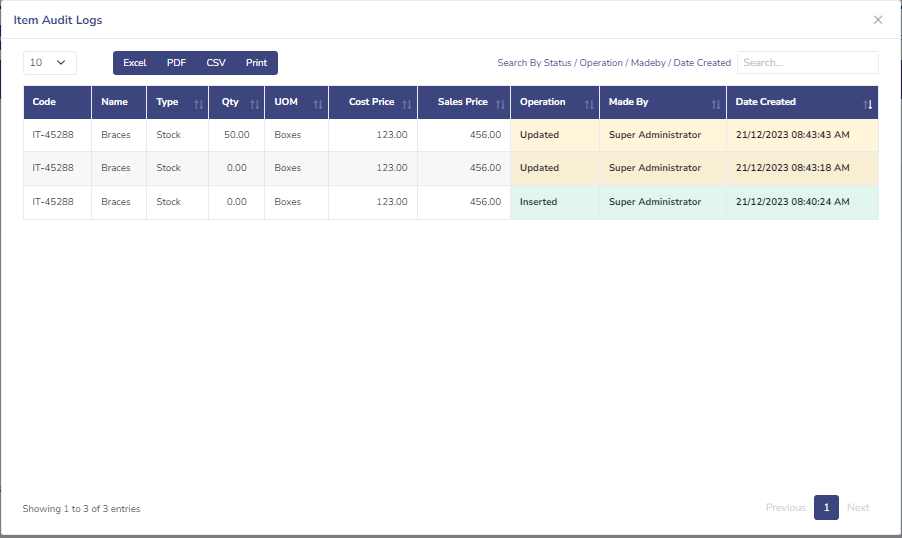 Item Audit Logs
10 Excel PDF CSV Print Search By Status / Operation / Madeby / Date Created Search...
Code Name Type Qty UOM Cost Price Sales Price Operation Made By Date Created
IT-45288 Braces Stock 50.00 Boxes 123.00 456.00 Updated Super Administrator 21/12/2023 08:43:43 AM
IT-45288 Braces Stock 0.00 Boxes 123.00 456.00 Updated Super Administrator 21/12/2023 08:43:18 AM
IT-45288 Braces Stock 0.00 Boxes 123.00 456.00 Inserted Super Administrator 21/12/2023 08:40:24 AM
Showing 1 to 3 of 3 entries Previous 1 Next